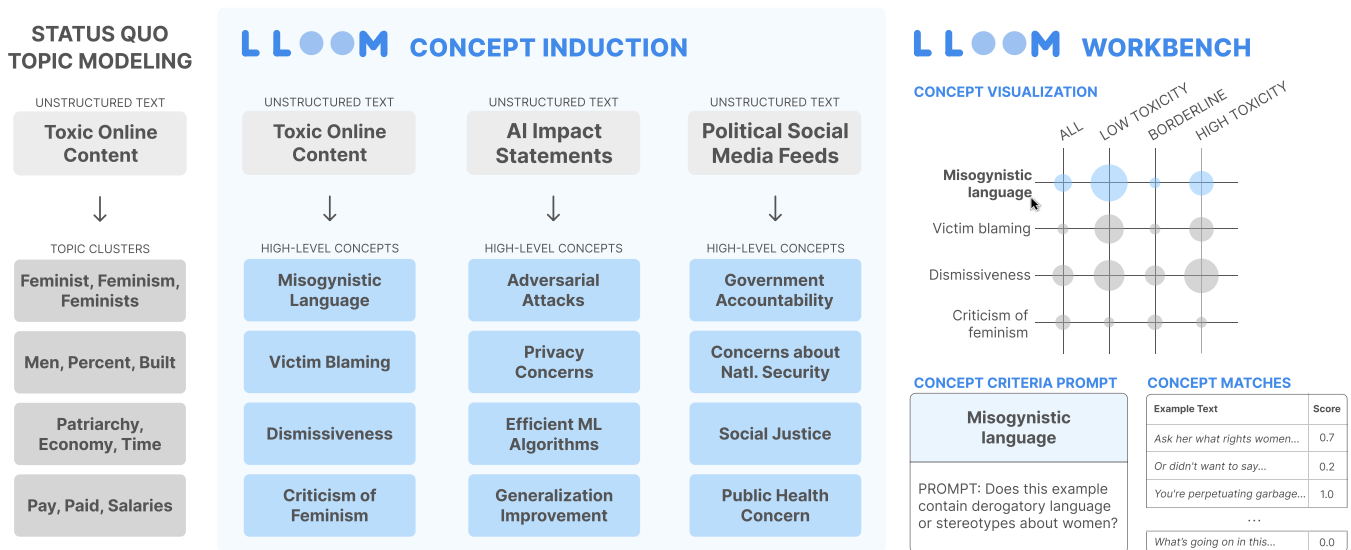 STATUS QUO
TOPIC MODELING
UNSTRUCTURED TEXT
Toxic Online
Content
TOPIC CLUSTERS
Feminist, Feminism,
Feminists
Men, Percent, Built
Patriarchy,
Economy, Time
Pay, Paid, Salaries
LLOOM CONCEPT INDUCTION
UNSTRUCTURED TEXT
Toxic Online
Content
HIGH-LEVEL CONCEPTS
Misogynistic
Language
Victim Blaming
Dismissiveness
Criticism of
Feminism
UNSTRUCTURED TEXT
AI Impact
Statements
HIGH-LEVEL CONCEPTS
Adversarial
Attacks
Privacy
Concerns
Efficient ML
Algorithms
Generalization
Improvement
UNSTRUCTURED TEXT
Political Social
Media Feeds
HIGH-LEVEL CONCEPTS
Government
Accountability
Concerns about
Natl. Security
Social Justice
Public Health
Concern
LLOOM WORKBENCH
CONCEPT VISUALIZATION
ALL
LOW TOXICITY
BORDERLINE
HIGH TOXICITY
Misogynistic
language
Victim blaming
Dismissiveness
Criticism of
feminism
CONCEPT CRITERIA PROMPT
Misogynistic
language
PROMPT: Does this example
contain derogatory language
or stereotypes about women?
CONCEPT MATCHES
Example Text Score
Ask her what rights women... 0.7
Or didn't want to say... 0.2
You're perpetuating garbage... 1.0
...
What's going on in this... 0.0